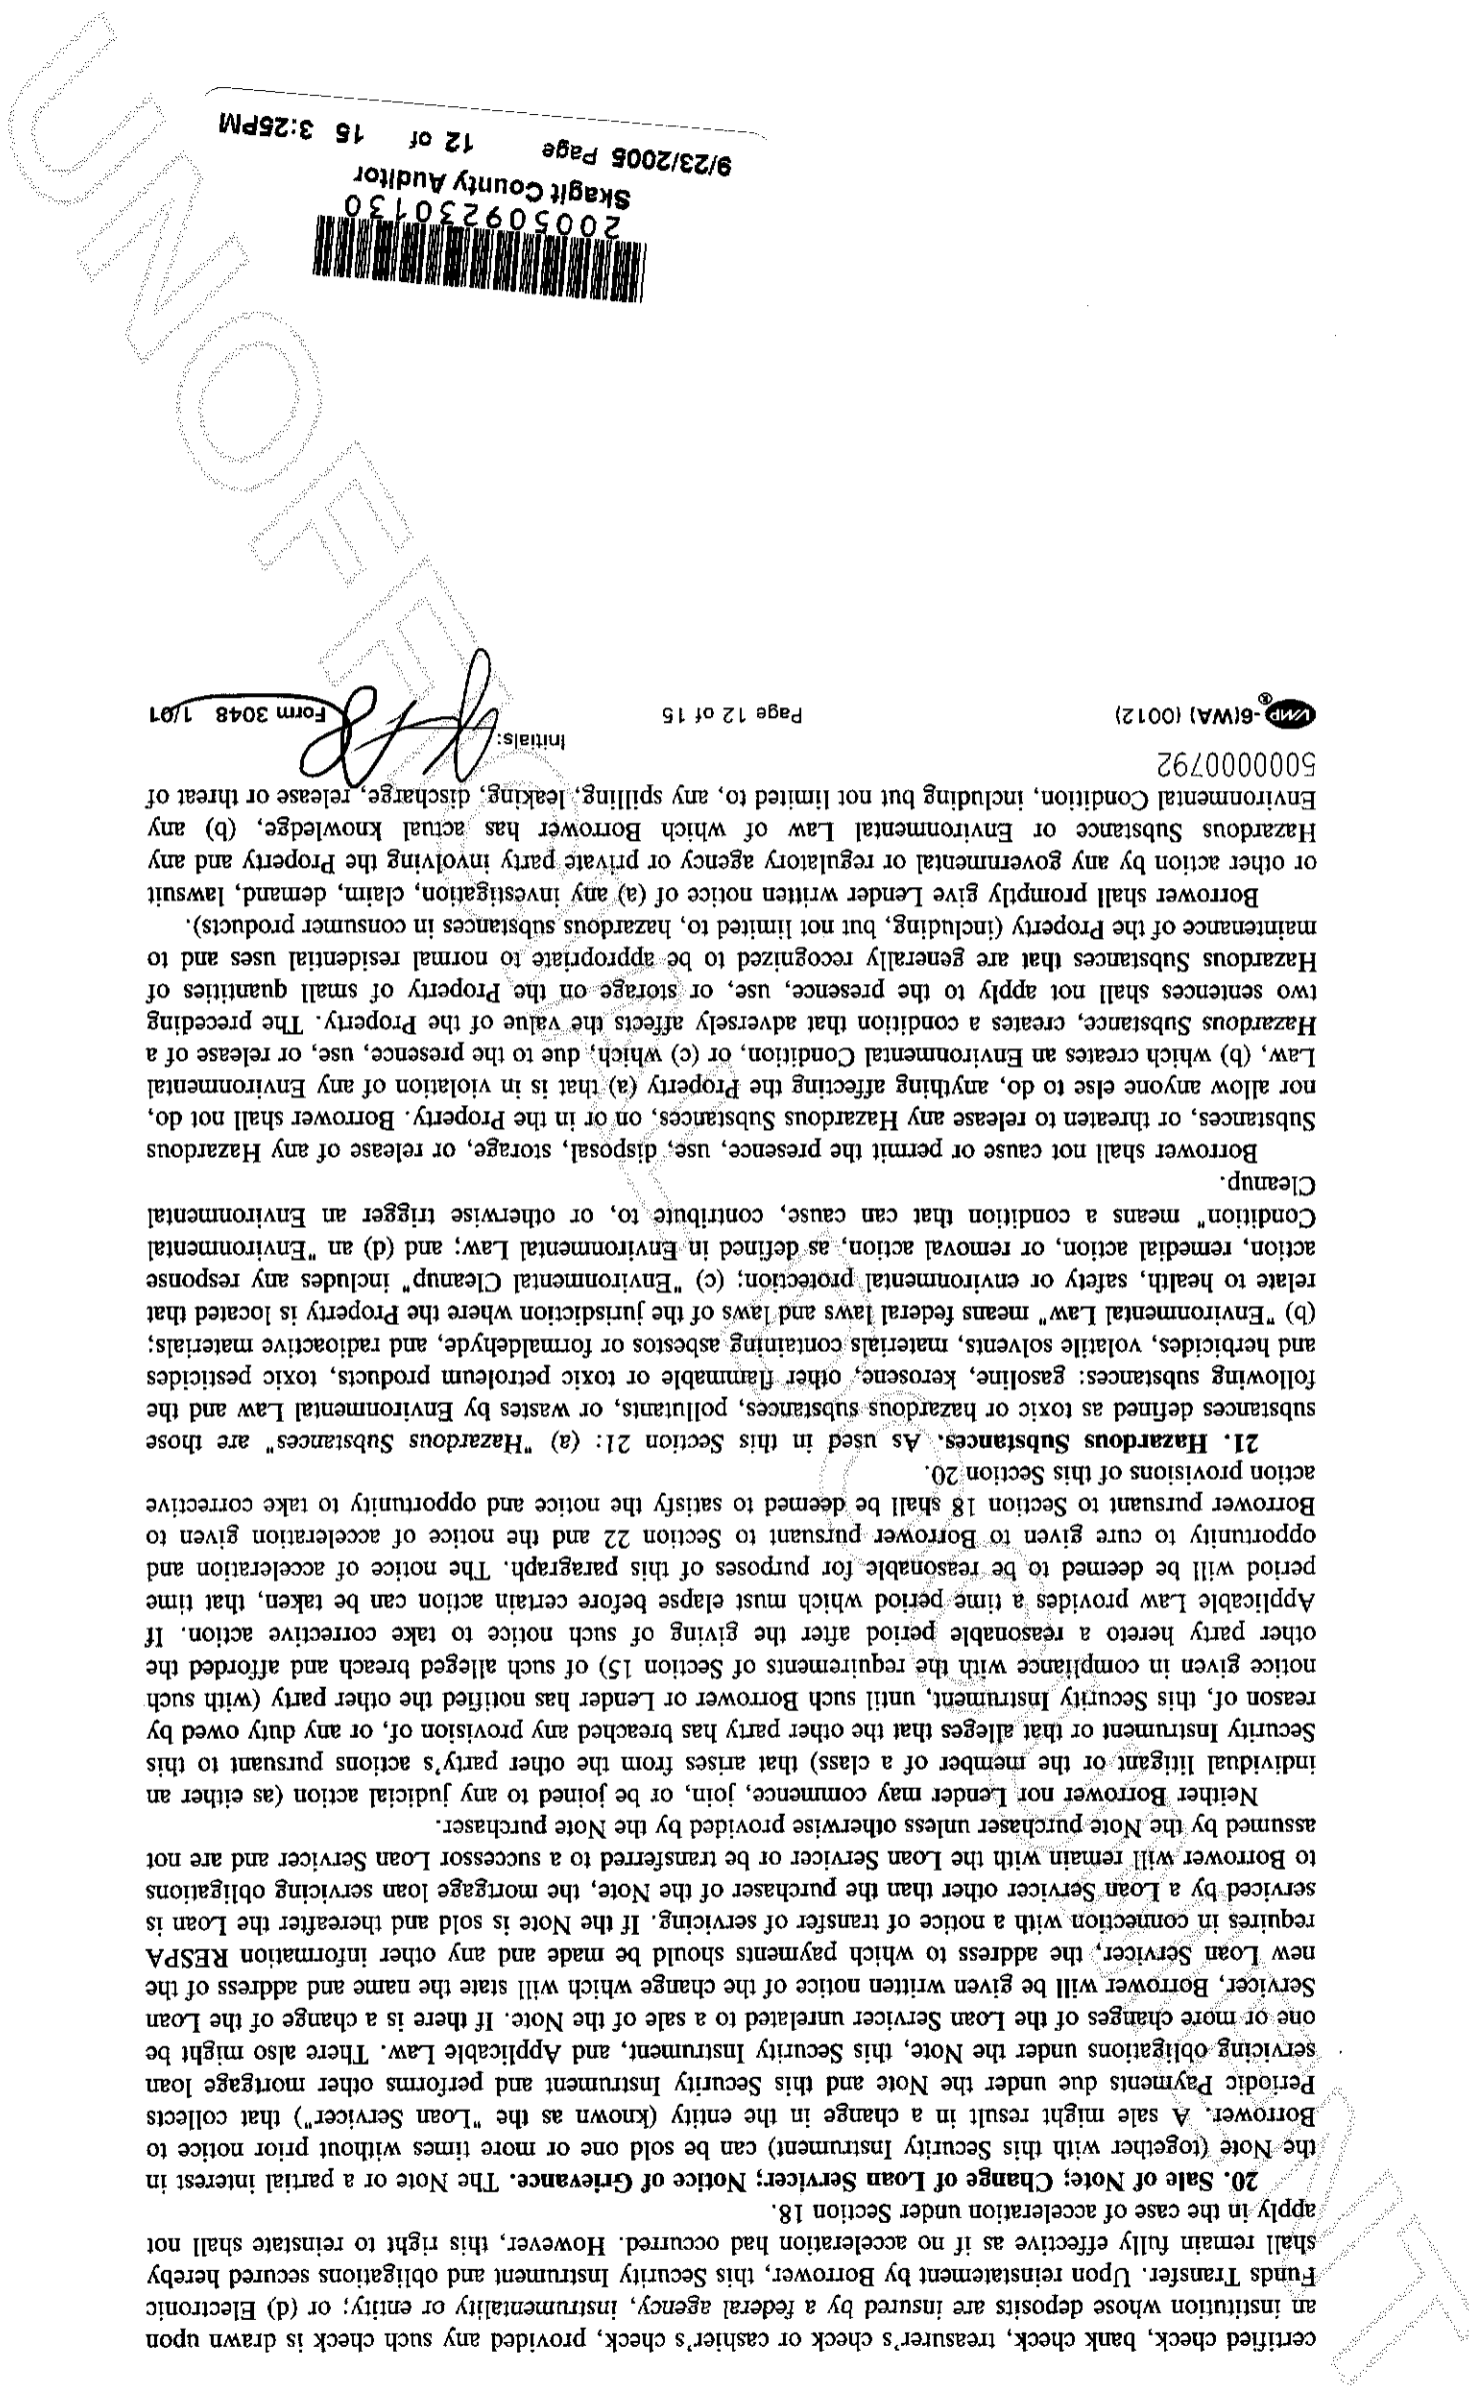 certified check, bank check, treasurer's check or cashier's check, provided any such check is drawn upon
an institution whose deposits are insured by a federal agency, instrumentality or entity; or (d) Electronic
Funds Transfer. Upon reinstatement by Borrower, this Security Instrument and obligations secured hereby
shall remain fully effective as if no acceleration had occurred. However, this right to reinstate shall not
apply in the case of acceleration under Section 18.
20. Sale of Note; Change of Loan Servicer; Notice of Grievance. The Note or a partial interest in
the Note (together with this Security Instrument) can be sold one or more times without prior notice to
Borrower. A sale might result in a change in the entity (known as the "Loan Servicer") that collects
Periodic Payments due under the Note and this Security Instrument and performs other mortgage loan
servicing obligations under the Note, this Security Instrument, and Applicable Law. There also might be
one or more changes of the Loan Servicer unrelated to a sale of the Note. If there is a change of the Loan
Servicer, Borrower will be given written notice of the change which will state the name and address of the
new Loan Servicer, the address to which payments should be made and any other information RESPA
requires in connection with a notice of transfer of servicing. If the Note is sold and thereafter the Loan is
serviced by a Loan Servicer other than the purchaser of the Note, the mortgage loan servicing obligations
to Borrower will remain with the Loan Servicer or be transferred to a successor Loan Servicer and are not
assumed by the Note purchaser unless otherwise provided by the Note purchaser.
Neither Borrower nor Lender may commence, join, or be joined to any judicial action (as either an
individual litigant or the member of a class) that arises from the other party's actions pursuant to this
Security Instrument or that alleges that the other party has breached any provision of, or any duty owed by
reason of, this Security Instrument, until such Borrower or Lender has notified the other party (with such
notice given in compliance with the requirements of Section 15) of such alleged breach and afforded the
other party hereto a reasonable period after the giving of such notice to take corrective action. If
Applicable Law provides a time period which must elapse before certain action can be taken, that time
period will be deemed to be reasonable for purposes of this paragraph. The notice of acceleration and
opportunity to cure given to Borrower pursuant to Section 22 and the notice of acceleration given to
Borrower pursuant to Section 18 shall be deemed to satisfy the notice and opportunity to take corrective
action provisions of this Section 20.
21. Hazardous Substances. As used in this Section 21: (a) "Hazardous Substances" are those
substances defined as toxic or hazardous substances, pollutants, or wastes by Environmental Law and the
following substances: gasoline, kerosene, other flammable or toxic petroleum products, toxic pesticides
and herbicides, volatile solvents, materials containing asbestos or formaldehyde, and radioactive materials;
(b) "Environmental Law" means federal laws and laws of the jurisdiction where the Property is located that
relate to health, safety or environmental protection; (c) "Environmental Cleanup" includes any response
action, remedial action, or removal action, as defined in Environmental Law; and (d) an "Environmental
Condition" means a condition that can cause, contribute to, or otherwise trigger an Environmental
Cleanup.
Borrower shall not cause or permit the presence, use, disposal, storage, or release of any Hazardous
Substances, or threaten to release any Hazardous Substances, on or in the Property. Borrower shall not do,
nor allow anyone else to do, anything affecting the Property (a) that is in violation of any Environmental
Law, (b) which creates an Environmental Condition, or (c) which, due to the presence, use, or release of a
Hazardous Substance, creates a condition that adversely affects the value of the Property. The preceding
two sentences shall not apply to the presence, use, or storage on the Property of small quantities of
Hazardous Substances that are generally recognized to be appropriate to normal residential uses and to
maintenance of the Property (including, but not limited to, hazardous substances in consumer products).
Borrower shall promptly give Lender written notice of (a) any investigation, claim, demand, lawsuit
or other action by any governmental or regulatory agency or private party involving the Property and any
Hazardous Substance or Environmental Law of which Borrower has actual knowledge, (b) any
Environmental Condition, including but not limited to, any spilling, leaking, discharge, release or threat of
5000000792
VMP®-6(WA) (0012) Page 12 of 15 Initials: Form 3048 1/01
200509230130
Skagit County Auditor
9/23/2005 Page 12 of 15 3:25PM
UNOFFICIAL DOCUMENT